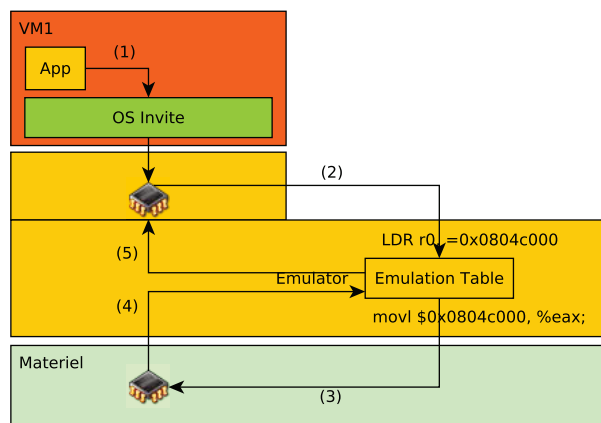 VM1
(1)
App
OS Invite
(2)
LDR r0, =0x0804c000
(5)
Emulator
Emulation Table
(4)
movl $0x0804c000, %eax;
Materiel
(3)